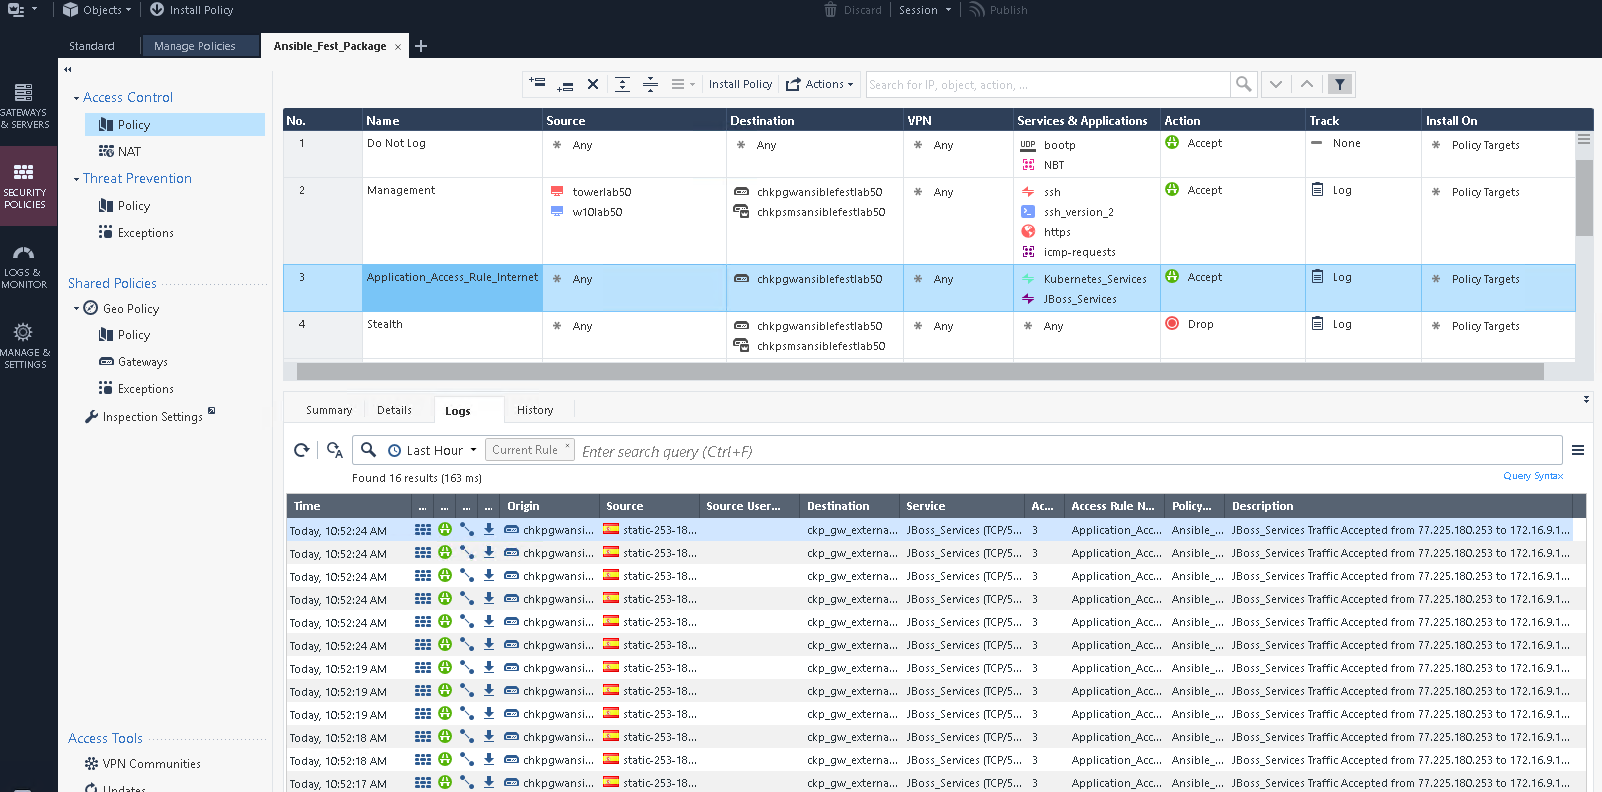 Objects Install Policy Discard Session Publish
Standard Manage Policies Ansible_Fest_Package
GATEWAYS
& SERVERS
SECURITY
POLICIES
LOGS &
MONITOR
MANAGE &
SETTINGS
Access Control
Policy
NAT
Threat Prevention
Policy
Exceptions
Shared Policies
Geo Policy
Policy
Gateways
Exceptions
Inspection Settings
Access Tools
VPN Communities
Updates
Install Policy Actions Search for IP, object, action, ...
No. Name Source Destination VPN Services & Applications Action Track Install On
1 Do Not Log Any Any Any UDP bootp Accept None Policy Targets
NBT
2 Management towerlab50 chkpgwansiblefestlab50 Any ssh Accept Log Policy Targets
w10lab50 chkpsmsansiblefestlab50 ssh_version_2
https
icmp-requests
3 Application_Access_Rule_Internet Any chkpgwansiblefestlab50 Any Kubernetes_Services Accept Log Policy Targets
JBoss_Services
4 Stealth Any chkpgwansiblefestlab50 Any Any Drop Log Policy Targets
chkpsmsansiblefestlab50
Summary Details Logs History
Last Hour Current Rule × Enter search query (Ctrl+F)
Found 16 results (163 ms)
Query Syntax
Time ... ... ... ... Origin Source Source User... Destination Service Ac... Access Rule N... Policy... Description
Today, 10:52:24 AM chkpgwansi... static-253-18... ckp_gw_externa... JBoss_Services (TCP/5... 3 Application_Acc... Ansible_... JBoss_Services Traffic Accepted from 77.225.180.253 to 172.16.9.1...
Today, 10:52:24 AM chkpgwansi... static-253-18... ckp_gw_externa... JBoss_Services (TCP/5... 3 Application_Acc... Ansible_... JBoss_Services Traffic Accepted from 77.225.180.253 to 172.16.9.1...
Today, 10:52:24 AM chkpgwansi... static-253-18... ckp_gw_externa... JBoss_Services (TCP/5... 3 Application_Acc... Ansible_... JBoss_Services Traffic Accepted from 77.225.180.253 to 172.16.9.1...
Today, 10:52:24 AM chkpgwansi... static-253-18... ckp_gw_externa... JBoss_Services (TCP/5... 3 Application_Acc... Ansible_... JBoss_Services Traffic Accepted from 77.225.180.253 to 172.16.9.1...
Today, 10:52:24 AM chkpgwansi... static-253-18... ckp_gw_externa... JBoss_Services (TCP/5... 3 Application_Acc... Ansible_... JBoss_Services Traffic Accepted from 77.225.180.253 to 172.16.9.1...
Today, 10:52:24 AM chkpgwansi... static-253-18... ckp_gw_externa... JBoss_Services (TCP/5... 3 Application_Acc... Ansible_... JBoss_Services Traffic Accepted from 77.225.180.253 to 172.16.9.1...
Today, 10:52:19 AM chkpgwansi... static-253-18... ckp_gw_externa... JBoss_Services (TCP/5... 3 Application_Acc... Ansible_... JBoss_Services Traffic Accepted from 77.225.180.253 to 172.16.9.1...
Today, 10:52:19 AM chkpgwansi... static-253-18... ckp_gw_externa... JBoss_Services (TCP/5... 3 Application_Acc... Ansible_... JBoss_Services Traffic Accepted from 77.225.180.253 to 172.16.9.1...
Today, 10:52:19 AM chkpgwansi... static-253-18... ckp_gw_externa... JBoss_Services (TCP/5... 3 Application_Acc... Ansible_... JBoss_Services Traffic Accepted from 77.225.180.253 to 172.16.9.1...
Today, 10:52:18 AM chkpgwansi... static-253-18... ckp_gw_externa... JBoss_Services (TCP/5... 3 Application_Acc... Ansible_... JBoss_Services Traffic Accepted from 77.225.180.253 to 172.16.9.1...
Today, 10:52:18 AM chkpgwansi... static-253-18... ckp_gw_externa... JBoss_Services (TCP/5... 3 Application_Acc... Ansible_... JBoss_Services Traffic Accepted from 77.225.180.253 to 172.16.9.1...
Today, 10:52:17 AM chkpgwansi... static-253-18... ckp_gw_externa... JBoss_Services (TCP/5... 3 Application_Acc... Ansible_... JBoss_Services Traffic Accepted from 77.225.180.253 to 172.16.9.1...